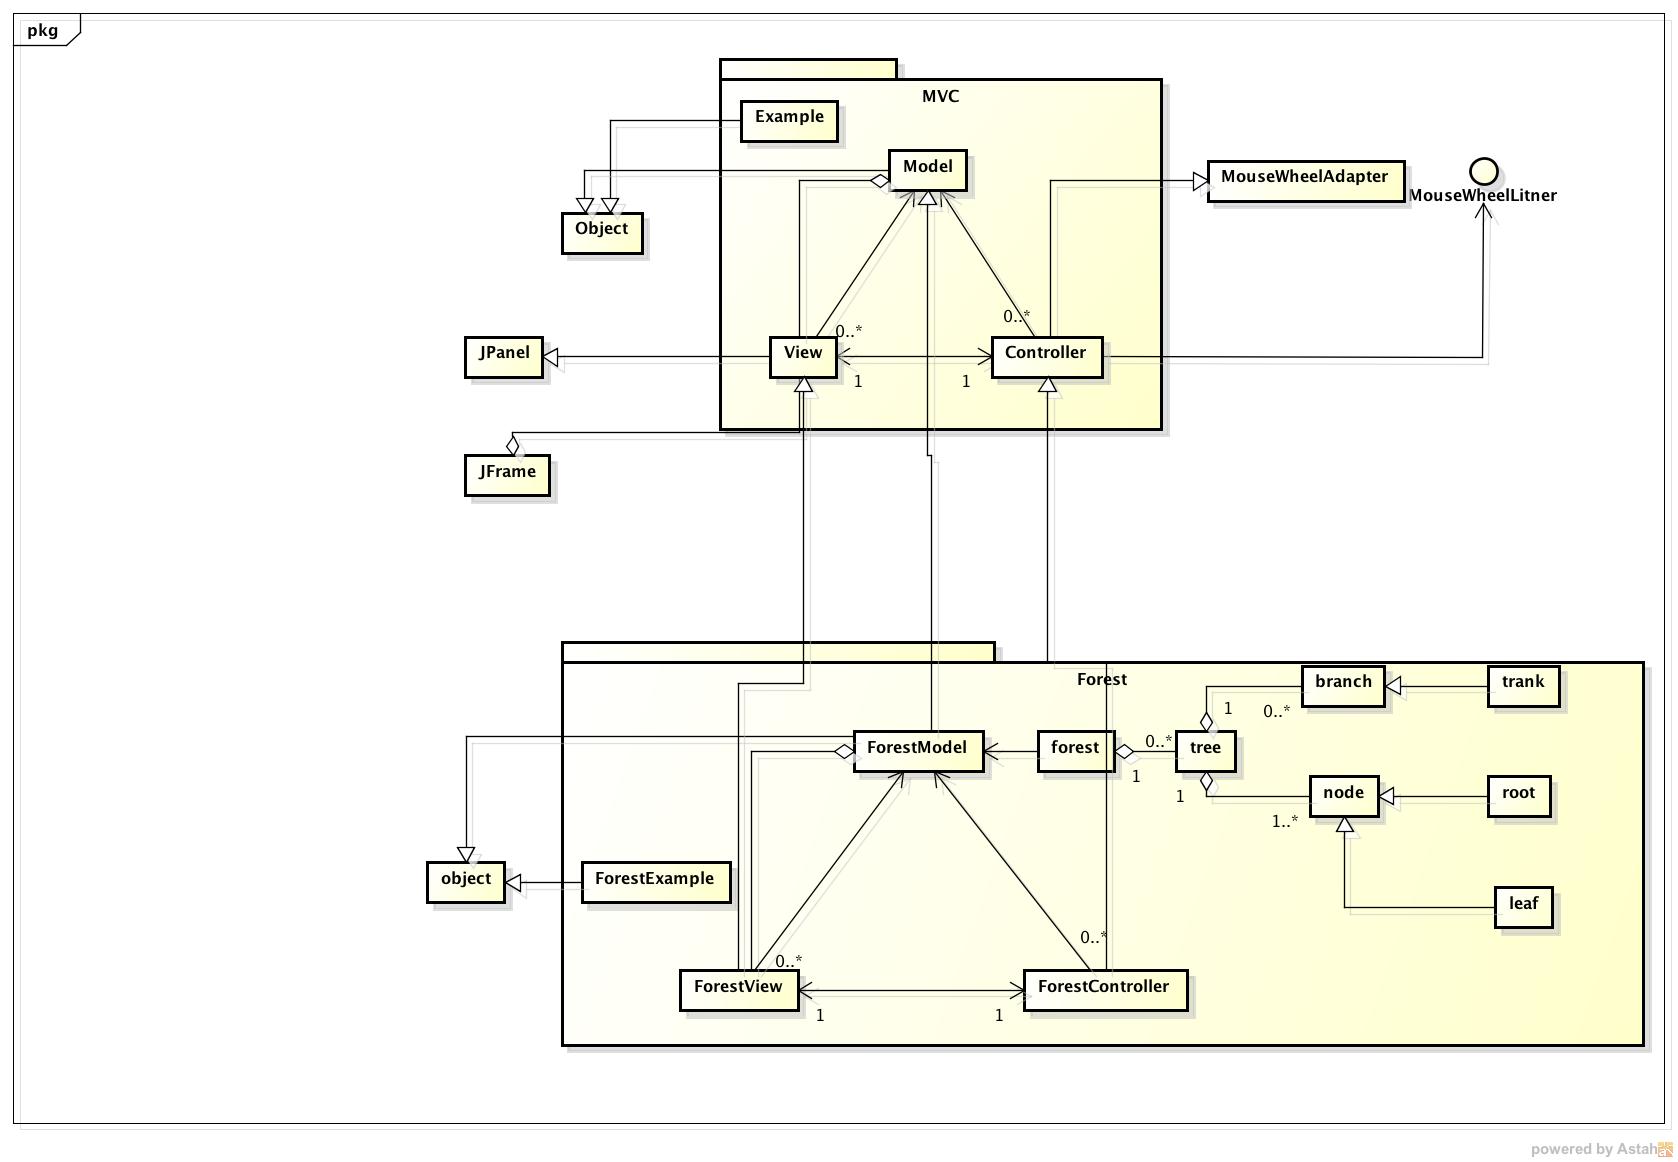 pkg
MVC
Example
Model
MouseWheelAdapter
MouseWheelLitner
Object
0..*
0..*
JPanel
View
Controller
1
1
JFrame
Forest
branch
trank
1
0..*
ForestModel
forest
0..*
tree
1
1
node
root
1..*
object
ForestExample
leaf
0..*
0..*
ForestView
ForestController
1
1
powered by Astah